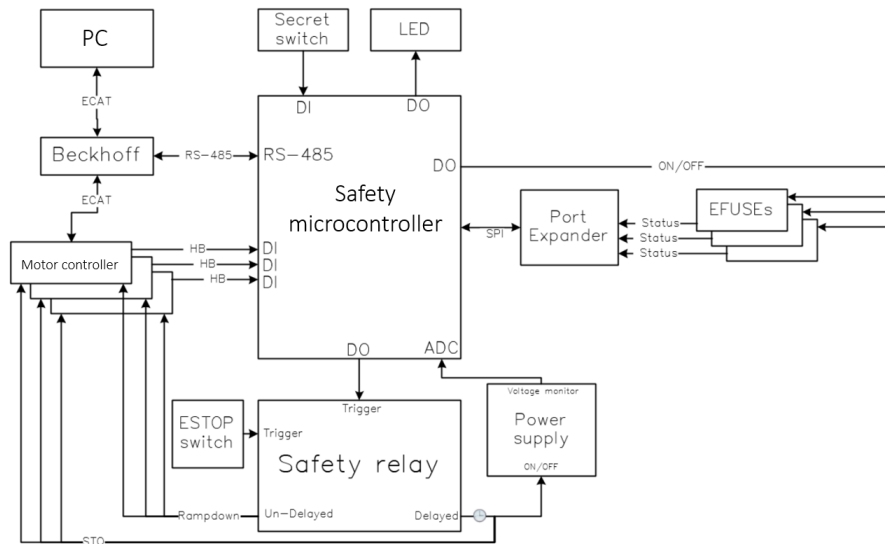 PC
Secret
switch
LED
ECAT
DI
DO
Beckhoff
RS-485
RS-485
DO
ON/OFF
Safety
microcontroller
ECAT
EFUSEs
Port
Expander
Status
Status
Status
SPI
Motor controller
HB
HB
HB
DI
DI
DI
DO
ADC
Voltage monitor
Power
supply
ON/OFF
ESTOP
switch
Trigger
Trigger
Safety relay
Rampdown
Un-Delayed
Delayed
STO